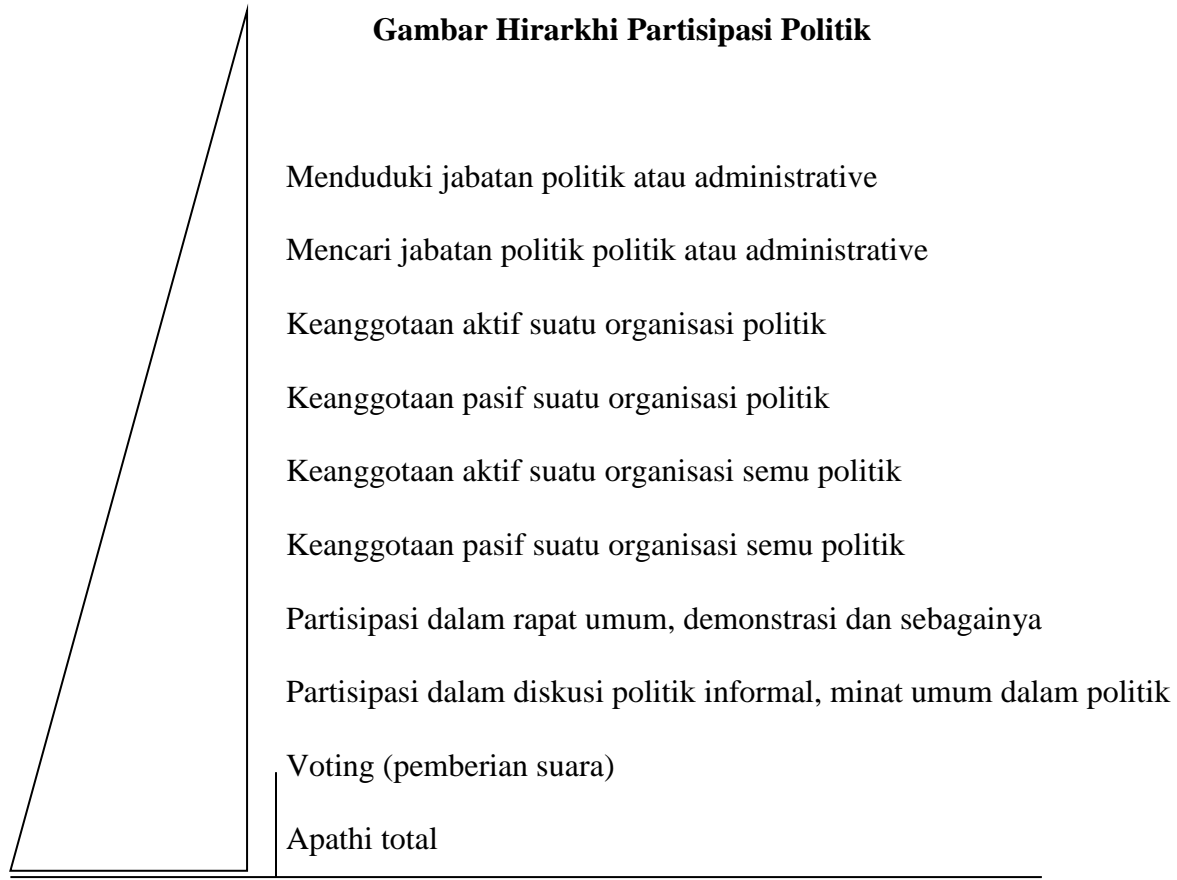 Gambar Hirarkhi Partisipasi Politik
Menduduki jabatan politik atau administrative
Mencari jabatan politik politik atau administrative
Keanggotaan aktif suatu organisasi politik
Keanggotaan pasif suatu organisasi politik
Keanggotaan aktif suatu organisasi semu politik
Keanggotaan pasif suatu organisasi semu politik
Partisipasi dalam rapat umum, demonstrasi dan sebagainya
Partisipasi dalam diskusi politik informal, minat umum dalam politik
Voting (pemberian suara)
Apathi total